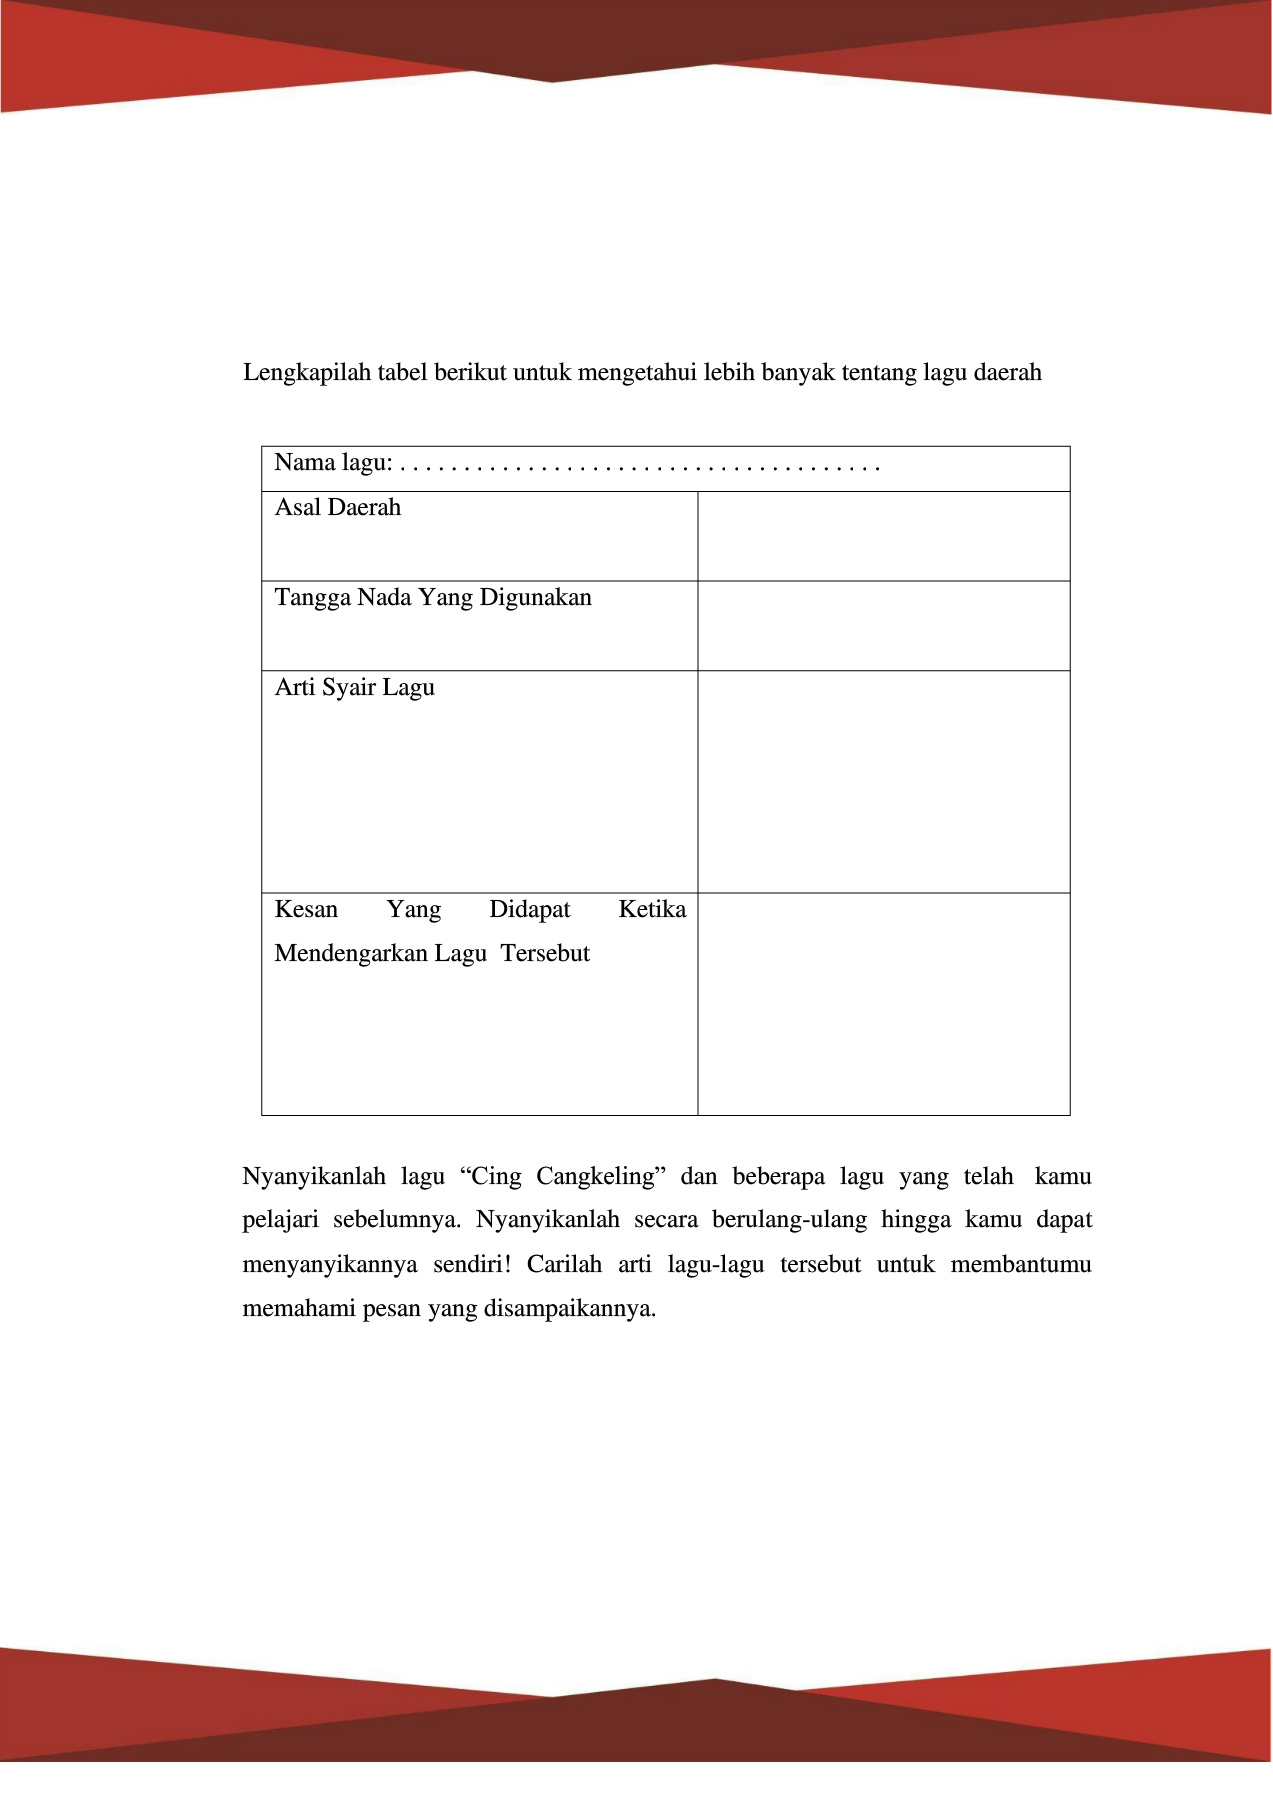 Lengkapilah tabel berikut untuk mengetahui lebih banyak tentang lagu daerah
Nama lagu: . . . . . . . . . . . . . . . . . . . . . . . . . . . . . . . . . . . . . .
Asal Daerah
Tangga Nada Yang Digunakan
Arti Syair Lagu
Kesan Yang Didapat Ketika
Mendengarkan Lagu Tersebut
Nyanyikanlah lagu “Cing Cangkeling” dan beberapa lagu yang telah kamu
pelajari sebelumnya. Nyanyikanlah secara berulang-ulang hingga kamu dapat
menyanyikannya sendiri! Carilah arti lagu-lagu tersebut untuk membantumu
memahami pesan yang disampaikannya.